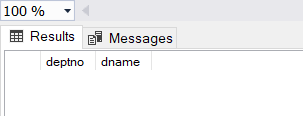 100 %
Results Messages
deptno dname